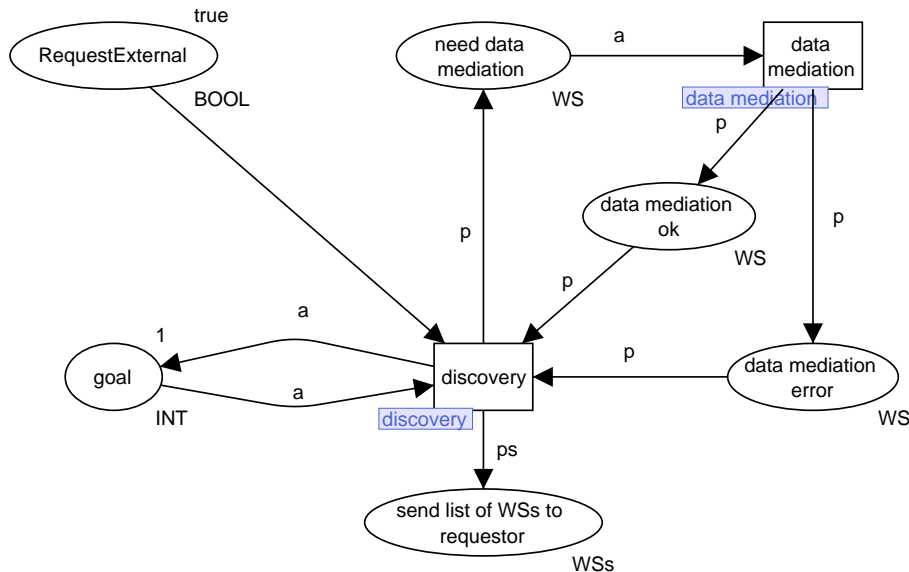 true
RequestExternal
BOOL
need data
mediation
WS
a
data
mediation
data mediation
p
p
data mediation
ok
WS
p
p
a
1
goal
INT
a
discovery
discovery
p
data mediation
error
WS
ps
send list of WSs to
requestor
WSs